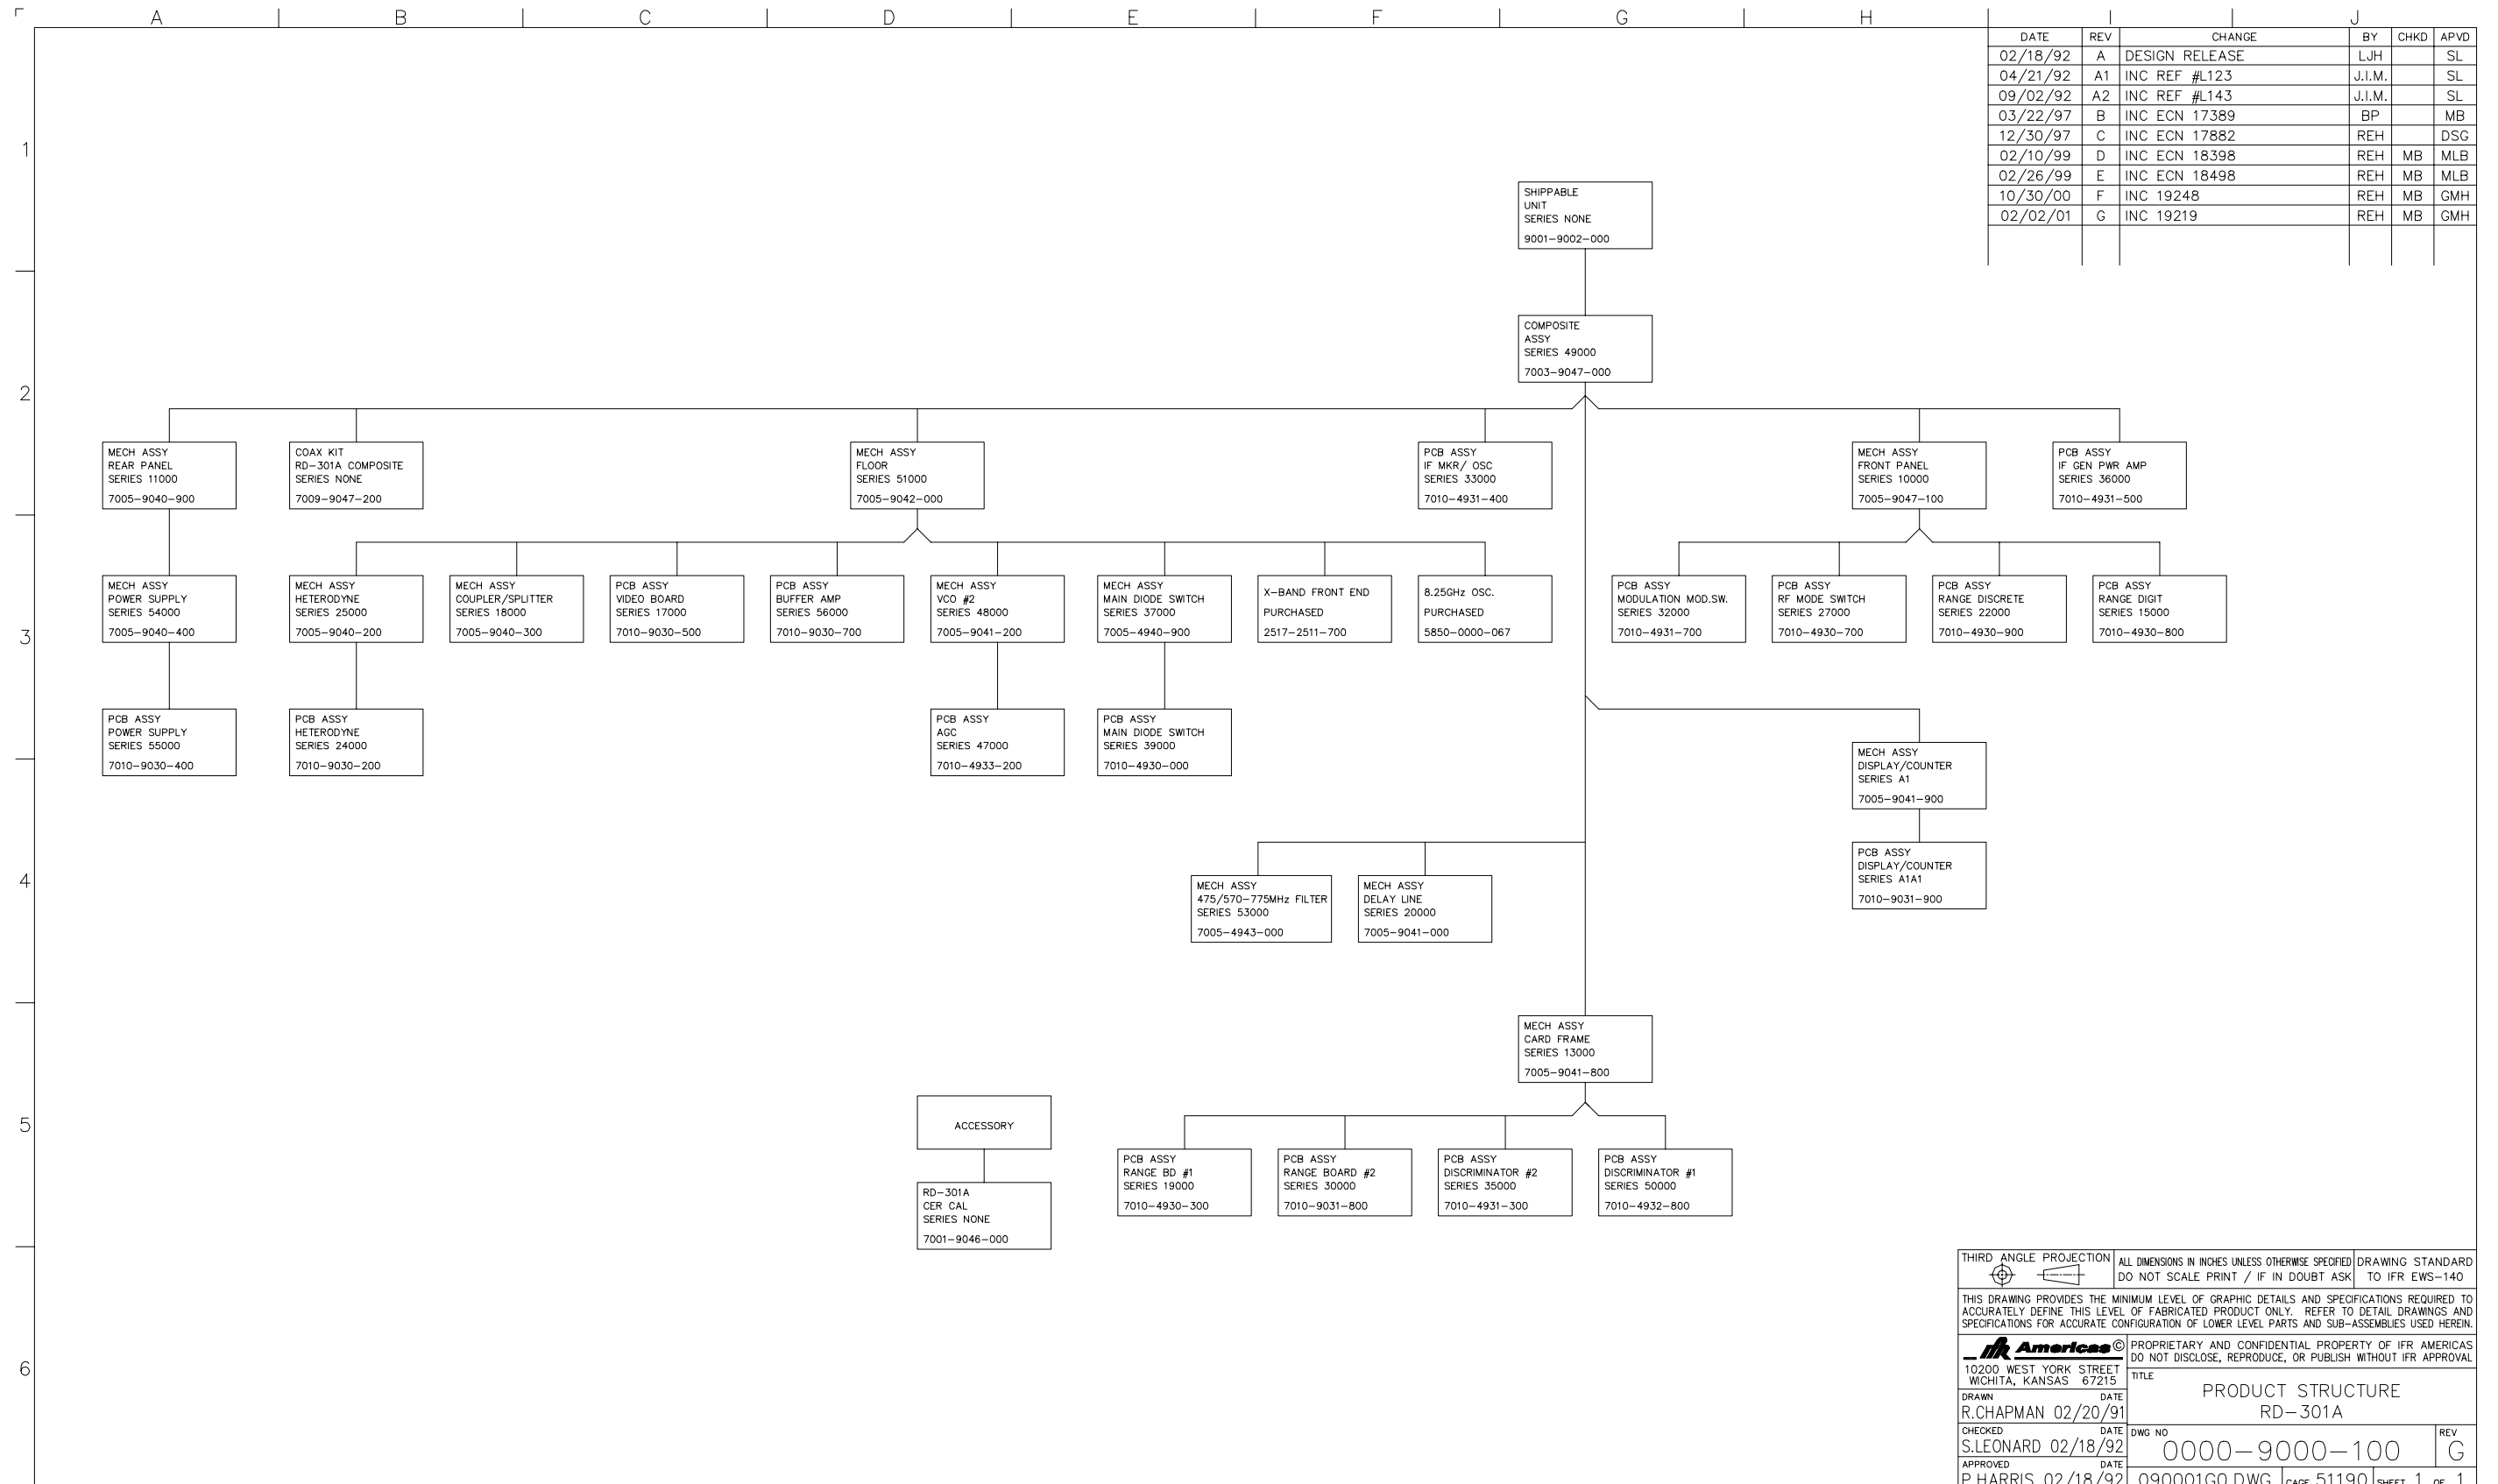 A B C D E F G H I J
DATE REV CHANGE BY CHKD APVD
02/18/92 A DESIGN RELEASE LJH SL
04/21/92 A1 INC REF #L123 J.I.M. SL
09/02/92 A2 INC REF #L143 J.I.M. SL
03/22/97 B INC ECN 17389 BP MB
12/30/97 C INC ECN 17882 REH DSG
02/10/99 D INC ECN 18398 REH MB MLB
02/26/99 E INC ECN 18498 REH MB MLB
10/30/00 F INC 19248 REH MB GMH
02/02/01 G INC 19219 REH MB GMH
1
SHIPPABLE
UNIT
SERIES NONE
9001-9002-000
COMPOSITE
ASSY
SERIES 49000
7003-9047-000
2
MECH ASSY
REAR PANEL
SERIES 11000
7005-9040-900
COAX KIT
RD-301A COMPOSITE
SERIES NONE
7009-9047-200
MECH ASSY
FLOOR
SERIES 51000
7005-9042-000
PCB ASSY
IF MKR/ OSC
SERIES 33000
7010-4931-400
MECH ASSY
FRONT PANEL
SERIES 10000
7005-9047-100
PCB ASSY
IF GEN PWR AMP
SERIES 36000
7010-4931-500
MECH ASSY
POWER SUPPLY
SERIES 54000
7005-9040-400
MECH ASSY
HETERODYNE
SERIES 25000
7005-9040-200
MECH ASSY
COUPLER/SPLITTER
SERIES 18000
7005-9040-300
PCB ASSY
VIDEO BOARD
SERIES 17000
7010-9030-500
PCB ASSY
BUFFER AMP
SERIES 56000
7010-9030-700
MECH ASSY
VCO #2
SERIES 48000
7005-9041-200
MECH ASSY
MAIN DIODE SWITCH
SERIES 37000
7005-4940-900
X-BAND FRONT END
PURCHASED
2517-2511-700
8.25GHz OSC.
PURCHASED
5850-0000-067
PCB ASSY
MODULATION MOD.SW.
SERIES 32000
7010-4931-700
PCB ASSY
RF MODE SWITCH
SERIES 27000
7010-4930-700
PCB ASSY
RANGE DISCRETE
SERIES 22000
7010-4930-900
PCB ASSY
RANGE DIGIT
SERIES 15000
7010-4930-800
3
PCB ASSY
POWER SUPPLY
SERIES 55000
7010-9030-400
PCB ASSY
HETERODYNE
SERIES 24000
7010-9030-200
PCB ASSY
AGC
SERIES 47000
7010-4933-200
PCB ASSY
MAIN DIODE SWITCH
SERIES 39000
7010-4930-000
MECH ASSY
DISPLAY/COUNTER
SERIES A1
7005-9041-900
PCB ASSY
DISPLAY/COUNTER
SERIES A1A1
7010-9031-900
4
MECH ASSY
475/570-775MHz FILTER
SERIES 53000
7005-4943-000
MECH ASSY
DELAY LINE
SERIES 20000
7005-9041-000
MECH ASSY
CARD FRAME
SERIES 13000
7005-9041-800
5
ACCESSORY
RD-301A
CER CAL
SERIES NONE
7001-9046-000
PCB ASSY
RANGE BD #1
SERIES 19000
7010-4930-300
PCB ASSY
RANGE BOARD #2
SERIES 30000
7010-9031-800
PCB ASSY
DISCRIMINATOR #2
SERIES 35000
7010-4931-300
PCB ASSY
DISCRIMINATOR #1
SERIES 50000
7010-4932-800
6
THIRD ANGLE PROJECTION
ALL DIMENSIONS IN INCHES UNLESS OTHERWISE SPECIFIED
DO NOT SCALE PRINT / IF IN DOUBT ASK
DRAWING STANDARD
TO IFR EWS-140
THIS DRAWING PROVIDES THE MINIMUM LEVEL OF GRAPHIC DETAILS AND SPECIFICATIONS REQUIRED TO
ACCURATELY DEFINE THIS LEVEL OF FABRICATED PRODUCT ONLY. REFER TO DETAIL DRAWINGS AND
SPECIFICATIONS FOR ACCURATE CONFIGURATION OF LOWER LEVEL PARTS AND SUB-ASSEMBLIES USED HEREIN.
ifr Americas©
10200 WEST YORK STREET
WICHITA, KANSAS 67215
PROPRIETARY AND CONFIDENTIAL PROPERTY OF IFR AMERICAS
DO NOT DISCLOSE, REPRODUCE, OR PUBLISH WITHOUT IFR APPROVAL
TITLE
PRODUCT STRUCTURE
RD-301A
DRAWN DATE
R.CHAPMAN 02/20/91
CHECKED DATE
S.LEONARD 02/18/92
DWG NO
0000-9000-100
REV
G
APPROVED DATE
P.HARRIS 02/18/92
090001G0.DWG CAGE 51190 SHEET 1 OF 1